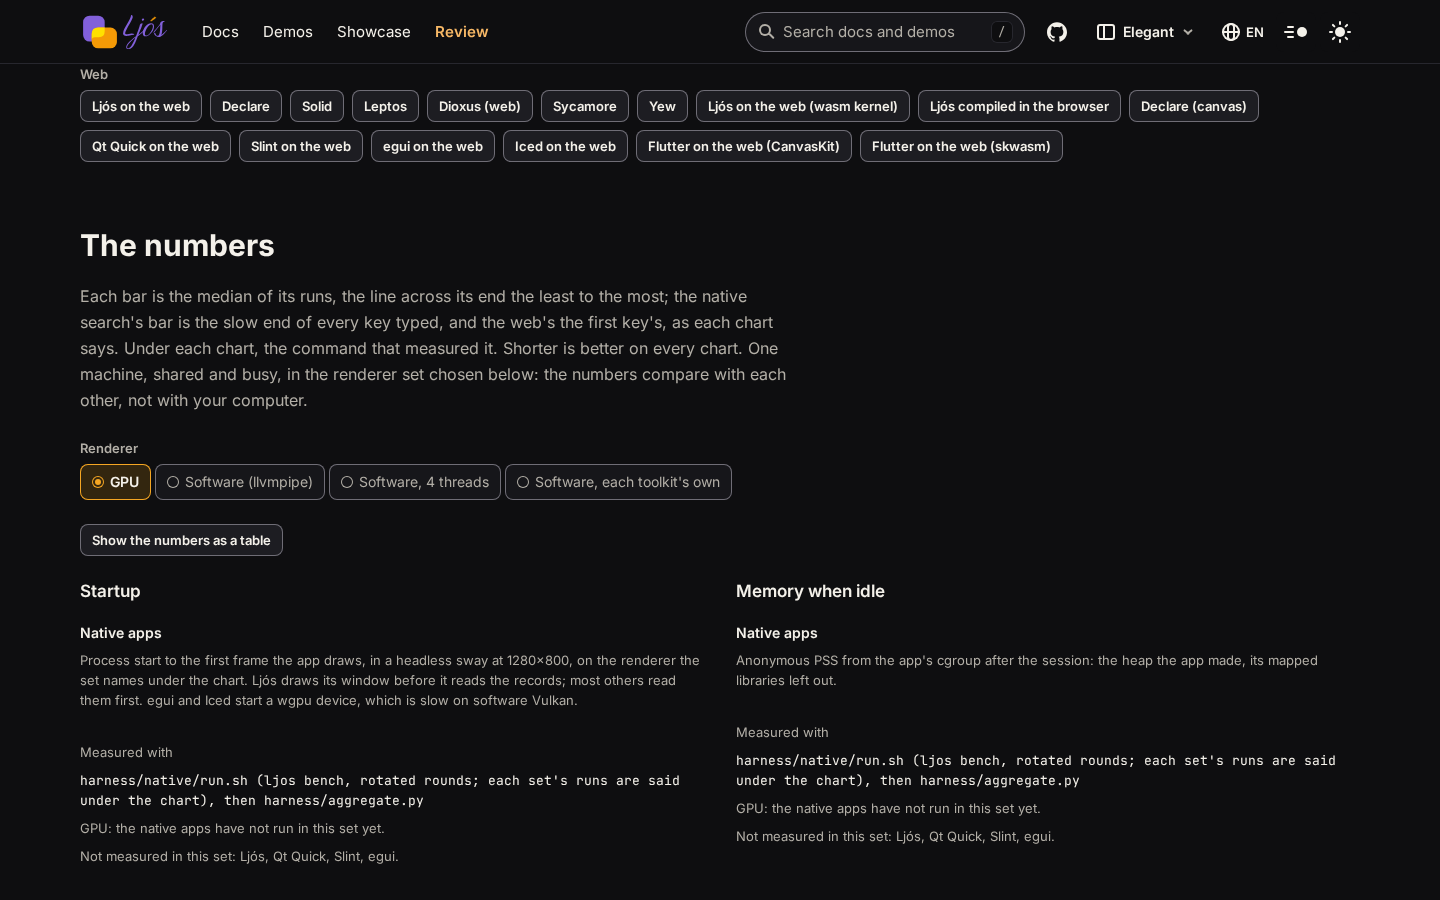 Ljós
Docs
Demos
Showcase
Review
Search docs and demos
/
Elegant
EN
Web
Ljós on the web
Declare
Solid
Leptos
Dioxus (web)
Sycamore
Yew
Ljós on the web (wasm kernel)
Ljós compiled in the browser
Declare (canvas)
Qt Quick on the web
Slint on the web
egui on the web
Iced on the web
Flutter on the web (CanvasKit)
Flutter on the web (skwasm)
The numbers
Each bar is the median of its runs, the line across its end the least to the most; the native
search's bar is the slow end of every key typed, and the web's the first key's, as each chart
says. Under each chart, the command that measured it. Shorter is better on every chart. One
machine, shared and busy, in the renderer set chosen below: the numbers compare with each
other, not with your computer.
Renderer
GPU
Software (llvmpipe)
Software, 4 threads
Software, each toolkit's own
Show the numbers as a table
Startup
Native apps
Process start to the first frame the app draws, in a headless sway at 1280×800, on the renderer the
set names under the chart. Ljós draws its window before it reads the records; most others read
them first. egui and Iced start a wgpu device, which is slow on software Vulkan.
Measured with
harness/native/run.sh (ljos bench, rotated rounds; each set's runs are said
under the chart), then harness/aggregate.py
GPU: the native apps have not run in this set yet.
Not measured in this set: Ljós, Qt Quick, Slint, egui.
Memory when idle
Native apps
Anonymous PSS from the app's cgroup after the session: the heap the app made, its mapped
libraries left out.
Measured with
harness/native/run.sh (ljos bench, rotated rounds; each set's runs are said
under the chart), then harness/aggregate.py
GPU: the native apps have not run in this set yet.
Not measured in this set: Ljós, Qt Quick, Slint, egui.